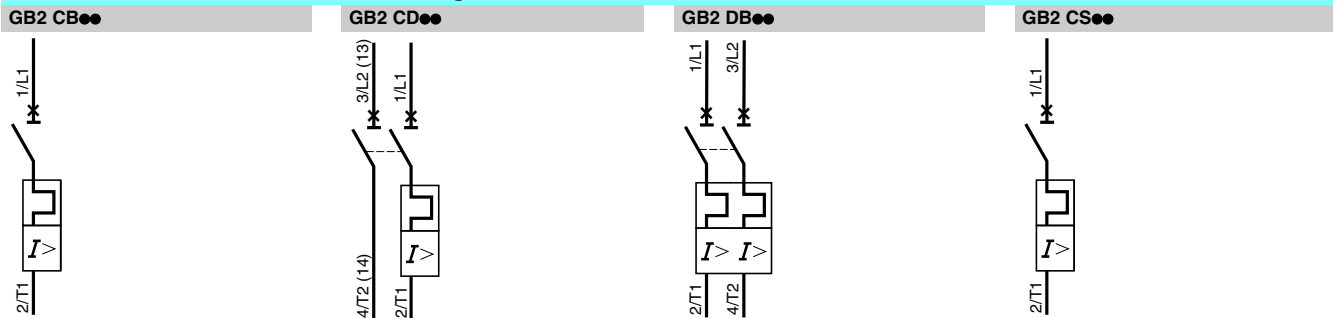 GB2 CB●●
GB2 CD●●
GB2 DB●●
GB2 CS●●
1/L1
3/L2 (13)
1/L1
1/L1
3/L2
1/L1
I>
I>
I> I>
I>
2/T1
4/T2 (14)
2/T1
2/T1
4/T2
2/T1